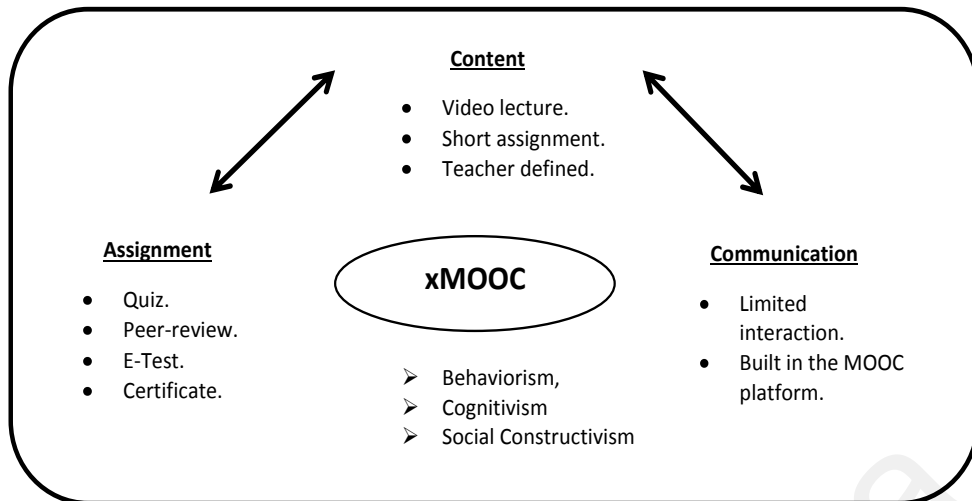 Content
• Video lecture.
• Short assignment.
• Teacher defined.
Assignment
• Quiz.
• Peer-review.
• E-Test.
• Certificate.
xMOOC
➢ Behaviorism,
➢ Cognitivism
➢ Social Constructivism
Communication
• Limited
interaction.
• Built in the MOOC
platform.